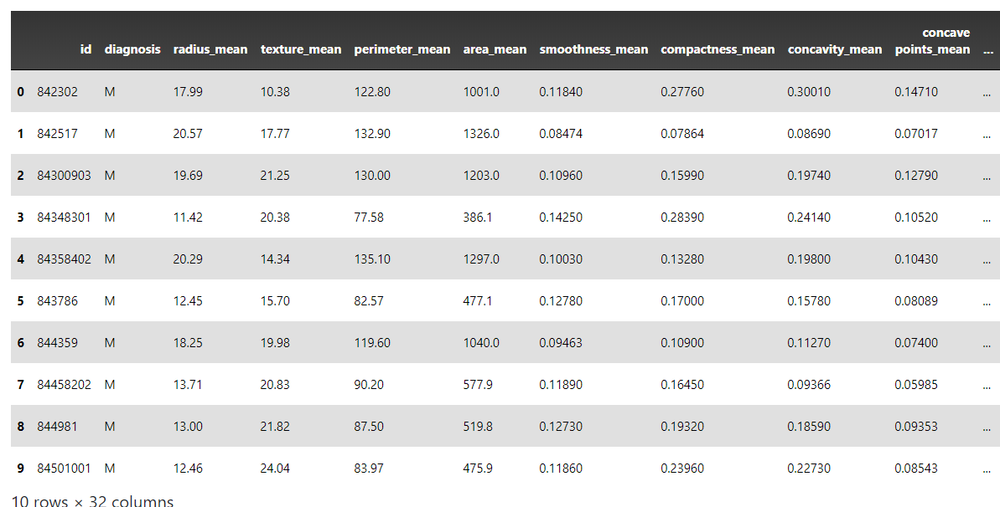 id diagnosis radius_mean texture_mean perimeter_mean area_mean smoothness_mean compactness_mean concavity_mean concave points_mean ...
0 842302 M 17.99 10.38 122.80 1001.0 0.11840 0.27760 0.30010 0.14710 ...
1 842517 M 20.57 17.77 132.90 1326.0 0.08474 0.07864 0.08690 0.07017 ...
2 84300903 M 19.69 21.25 130.00 1203.0 0.10960 0.15990 0.19740 0.12790 ...
3 84348301 M 11.42 20.38 77.58 386.1 0.14250 0.28390 0.24140 0.10520 ...
4 84358402 M 20.29 14.34 135.10 1297.0 0.10030 0.13280 0.19800 0.10430 ...
5 843786 M 12.45 15.70 82.57 477.1 0.12780 0.17000 0.15780 0.08089 ...
6 844359 M 18.25 19.98 119.60 1040.0 0.09463 0.10900 0.11270 0.07400 ...
7 84458202 M 13.71 20.83 90.20 577.9 0.11890 0.16450 0.09366 0.05985 ...
8 844981 M 13.00 21.82 87.50 519.8 0.12730 0.19320 0.18590 0.09353 ...
9 84501001 M 12.46 24.04 83.97 475.9 0.11860 0.23960 0.22730 0.08543 ...
10 rows × 32 columns